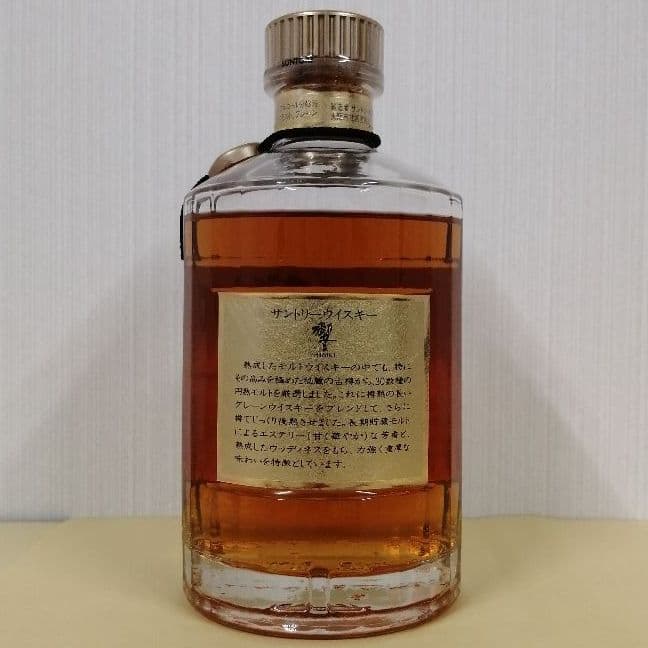 SUNTORY
サントリーウイスキー
響
HIBIKI
熟成したモルトウイスキーの中でも、特に
その高みを極めた秘蔵の古樽から、30数種の
円熟モルトを厳選しました。これに樽熟の長い
グレーンウイスキーをブレンドして、さらに
樽でじっくり後熟させました。長期貯蔵モルト
によるエステリー(甘く華やか)な芳香と、
熟成したウッディネスをもち、力強く濃厚な
味わいを特徴としています。